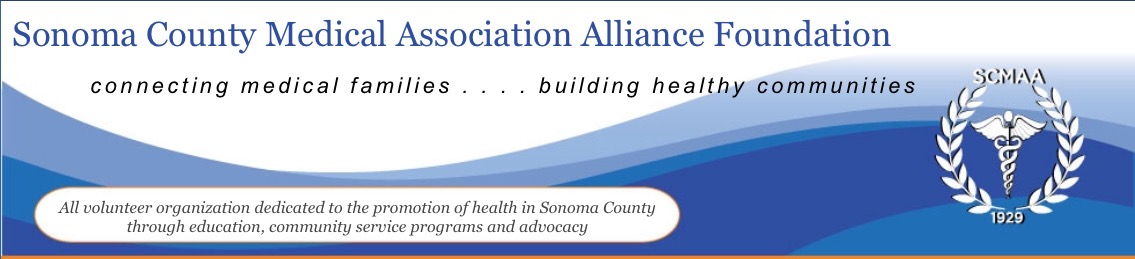 Sonoma County Medical Association Alliance Foundation
connecting medical families . . . . building healthy communities
SCMAA
1929
All volunteer organization dedicated to the promotion of health in Sonoma County
through education, community service programs and advocacy